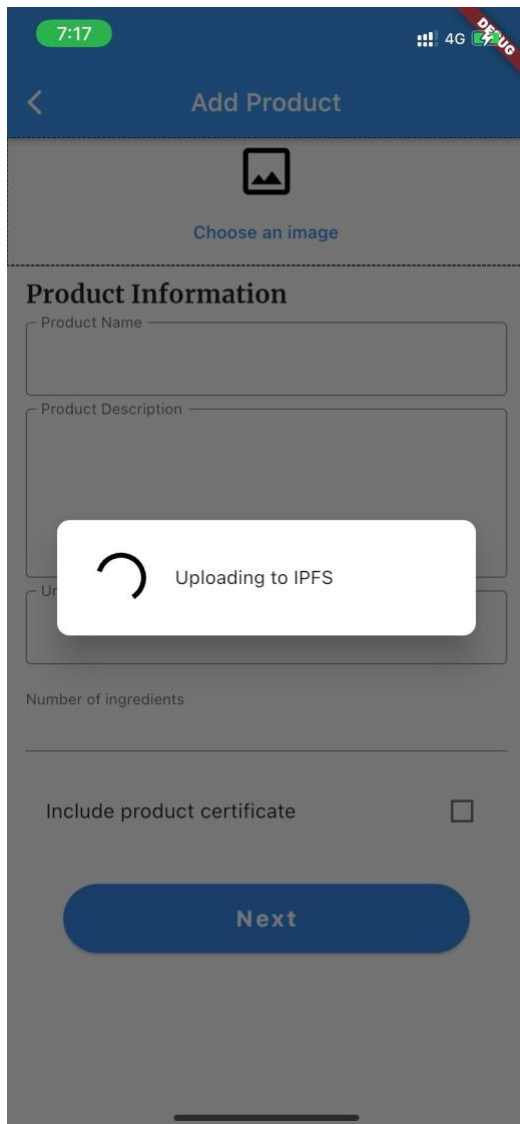 7:17
4G
DEBUG
Add Product
Choose an image
Product Information
Product Name
Product Description
Uploading to IPFS
Number of ingredients
Include product certificate
Next